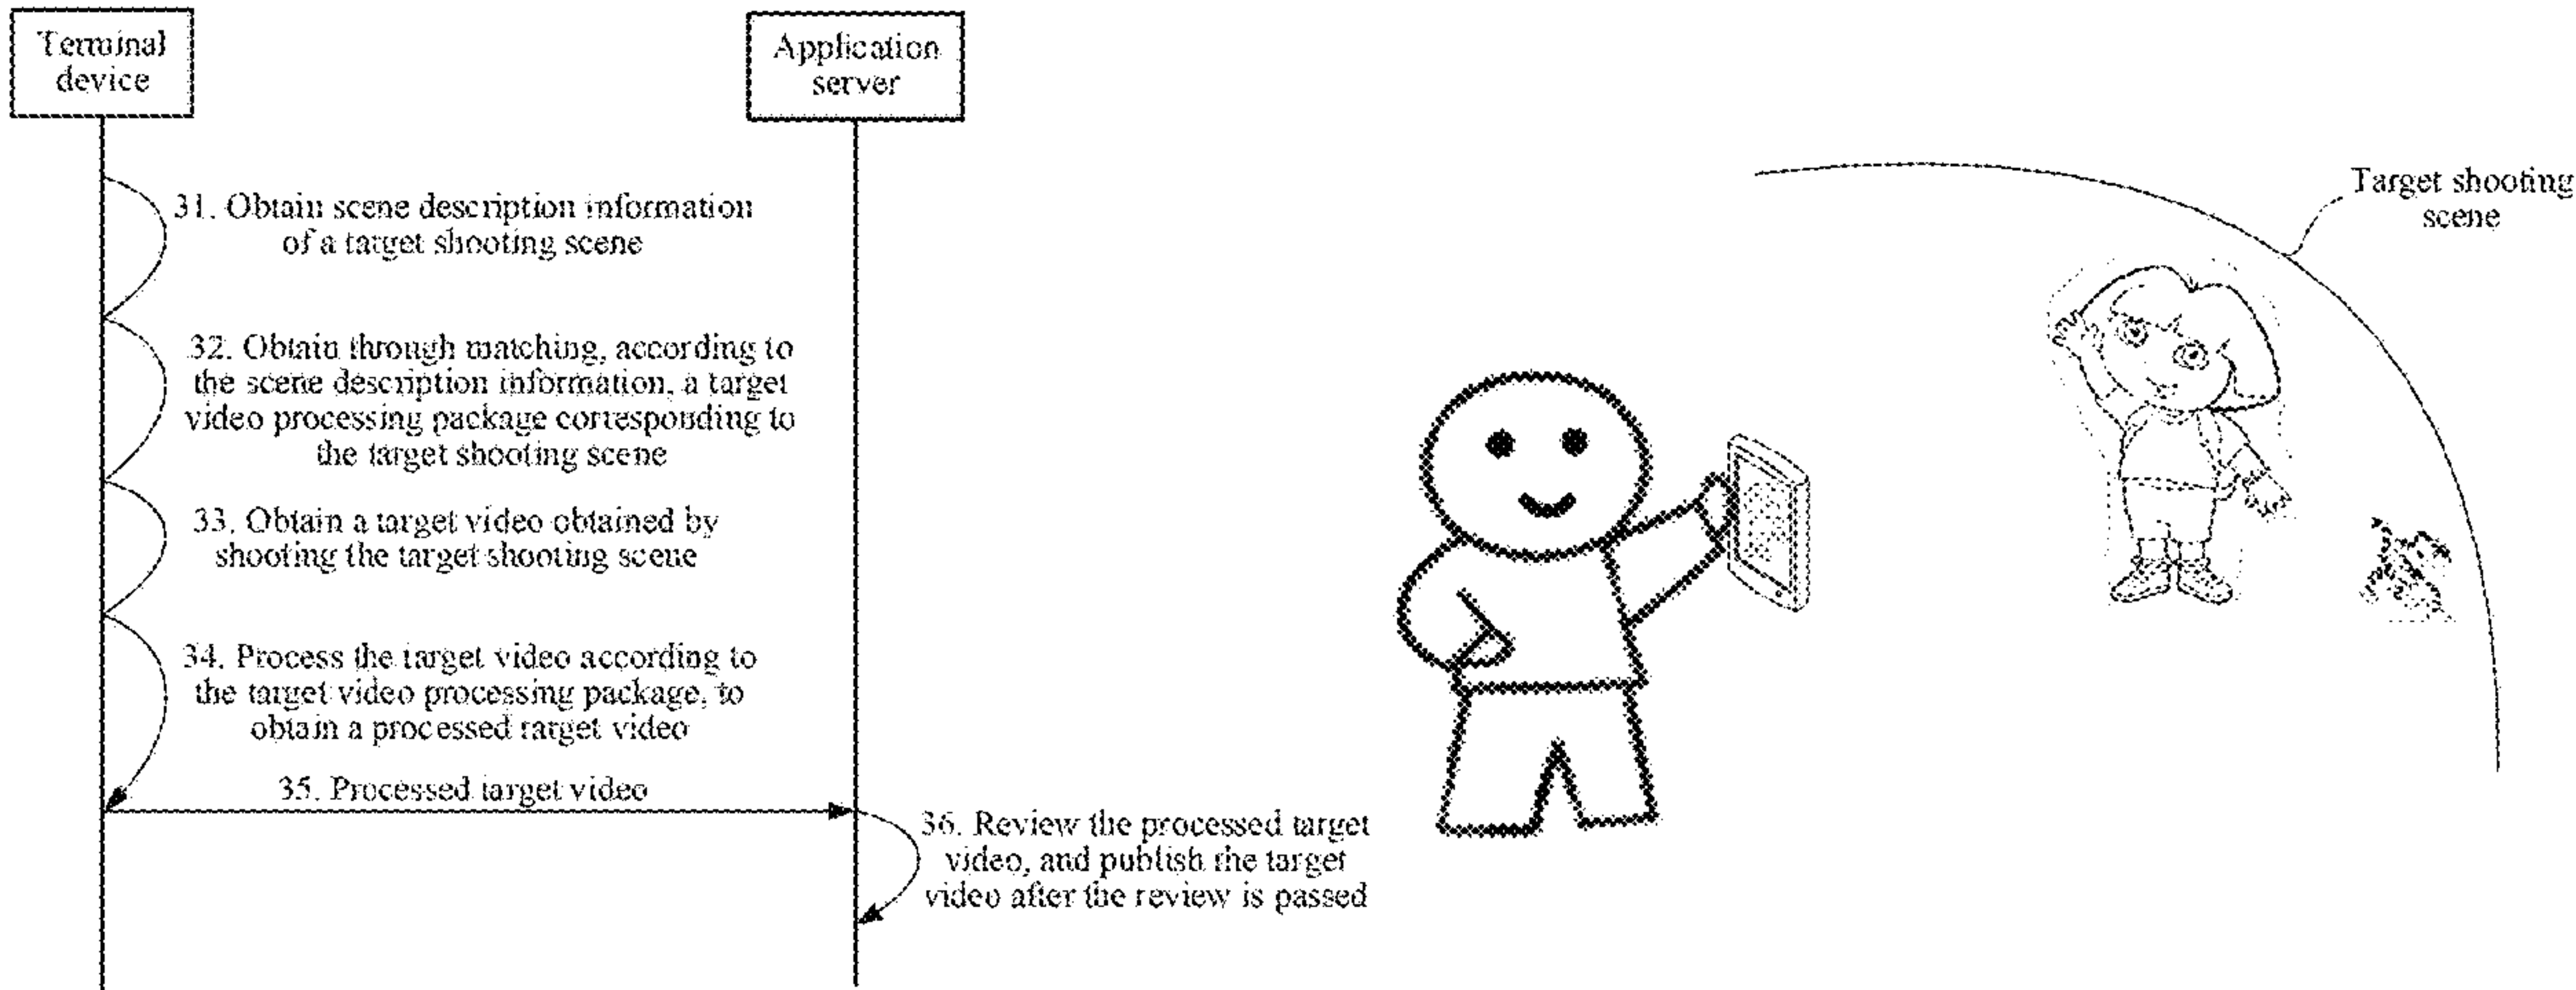 Terminal
device
Application
server
31. Obtain scene description information
of a target shooting scene
32. Obtain through matching, according to
the scene description information, a target
video processing package corresponding to
the target shooting scene
33. Obtain a target video obtained by
shooting the target shooting scene
34. Process the target video according to
the target video processing package, to
obtain a processed target video
35. Processed target video
36. Review the processed target
video, and publish the target
video after the review is passed
Target shooting
scene